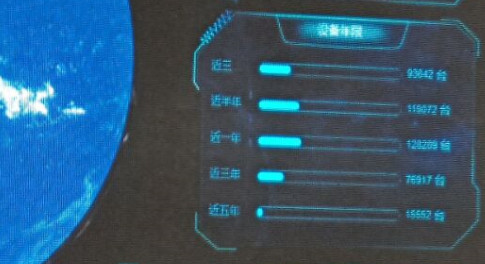 设备年限
近三
93642 台
近半年
115072 台
近一年
128209 台
近三年
76917 台
近五年
15552 台